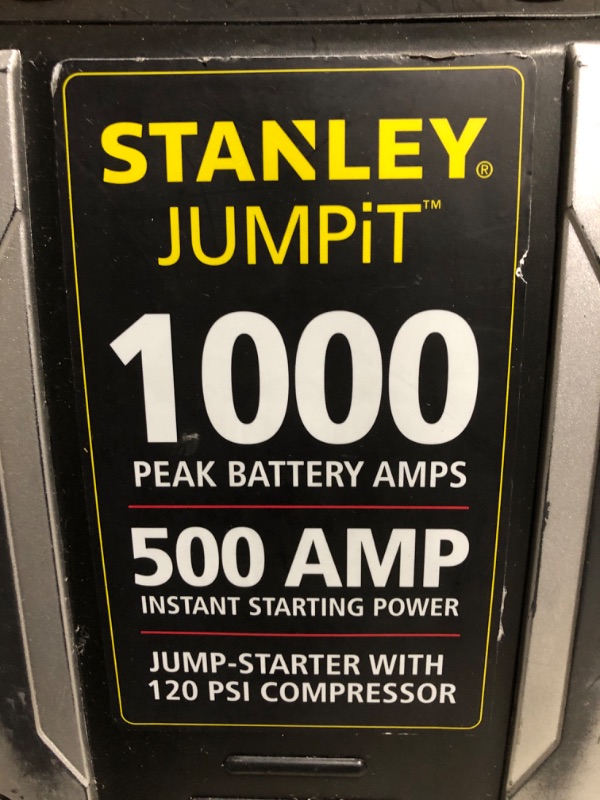 STANLEY®
JUMPiT™
1000
PEAK BATTERY AMPS
500 AMP
INSTANT STARTING POWER
JUMP-STARTER WITH
120 PSI COMPRESSOR